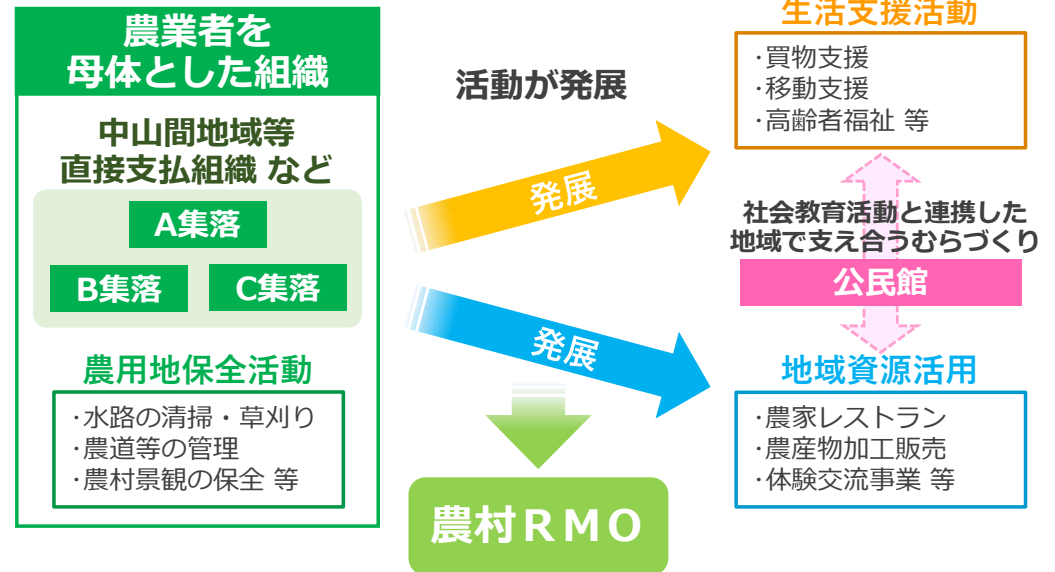 農業者を
母体とした組織
中山間地域等
直接支払組織 など
A集落
B集落
C集落
農用地保全活動
･水路の清掃・草刈り
･農道等の管理
･農村景観の保全 等
活動が発展
発展
発展
農村ＲＭＯ
生活支援活動
･買物支援
･移動支援
･高齢者福祉 等
社会教育活動と連携した
地域で支え合うむらづくり
公民館
地域資源活用
･農家レストラン
･農産物加工販売
･体験交流事業 等